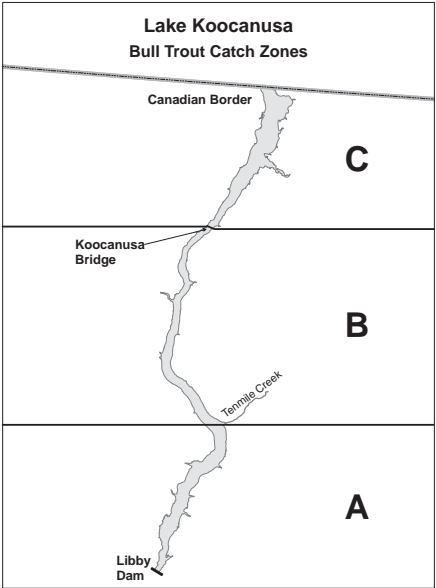 Lake Koocanusa
Bull Trout Catch Zones
Canadian Border
C
Koocanusa
Bridge
B
Tenmile Creek
A
Libby
Dam